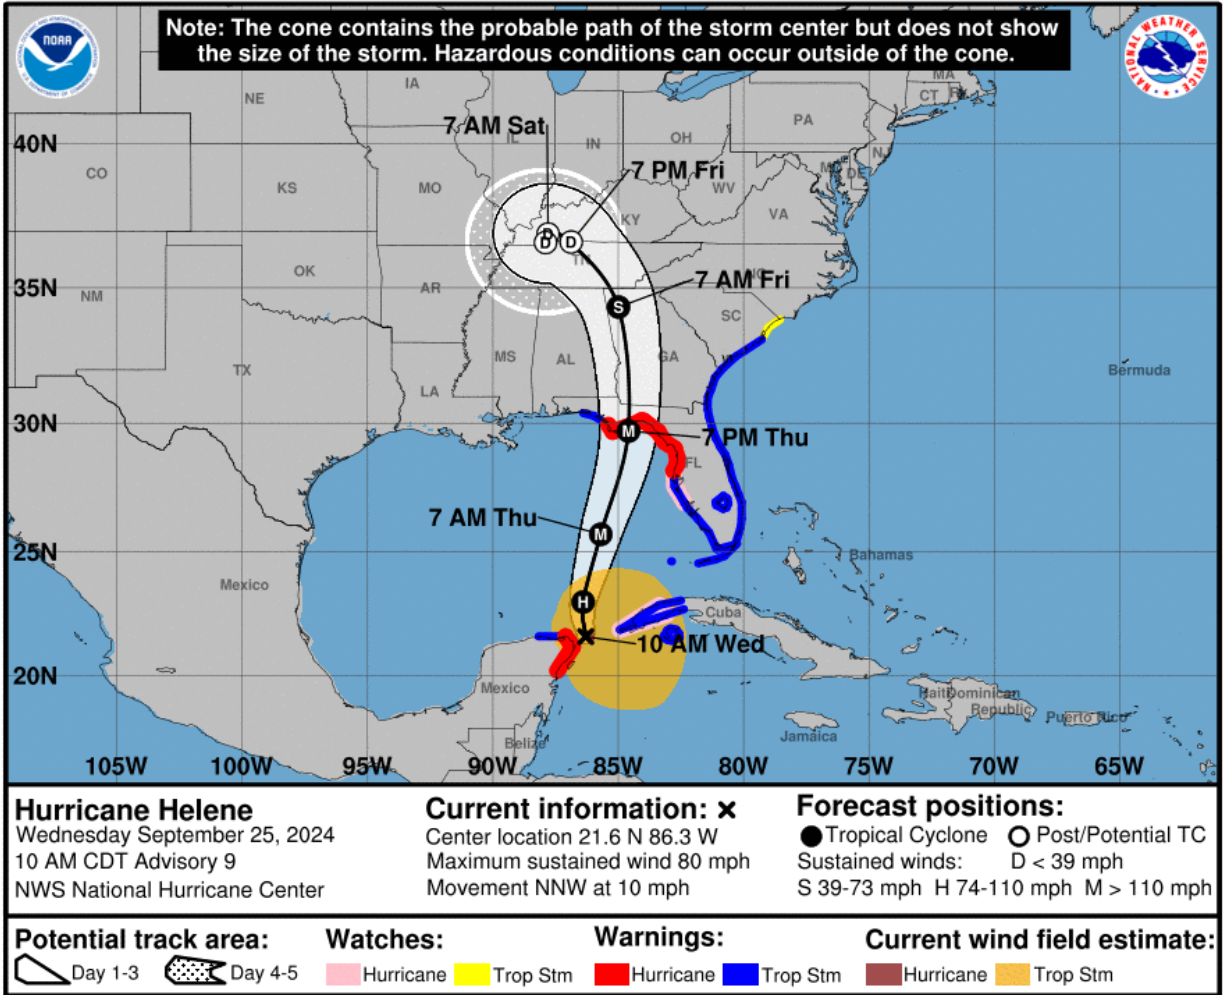 Note: The cone contains the probable path of the storm center but does not show
the size of the storm. Hazardous conditions can occur outside of the cone.
NOAA
NATIONAL WEATHER SERVICE
NE
IA
MA
CT
7 AM Sat
IL
IN
OH
PA
NJ
40N
CO
KS
MO
7 PM Fri
WV
DE
KY
VA
D
D
D
TN
OK
7 AM Fri
NC
35N
NM
AR
S
SC
MS
AL
GA
TX
Bermuda
LA
30N
M
7 PM Thu
FL
7 AM Thu
M
25N
Bahamas
Mexico
H
Cuba
10 AM Wed
20N
Mexico
Haiti
Dominican
Republic
Puerto Rico
Jamaica
Belize
105W 100W 95W 90W 85W 80W 75W 70W 65W
Hurricane Helene
Wednesday September 25, 2024
10 AM CDT Advisory 9
NWS National Hurricane Center
Current information: ×
Center location 21.6 N 86.3 W
Maximum sustained wind 80 mph
Movement NNW at 10 mph
Forecast positions:
Tropical Cyclone Post/Potential TC
Sustained winds: D < 39 mph
S 39-73 mph H 74-110 mph M > 110 mph
Potential track area:
Day 1-3 Day 4-5
Watches:
Hurricane Trop Stm
Warnings:
Hurricane Trop Stm
Current wind field estimate:
Hurricane Trop Stm